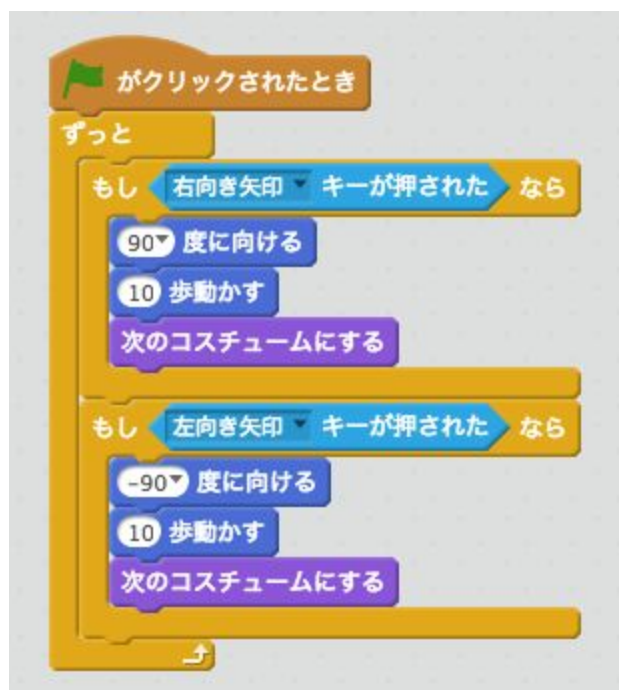 がクリックされたとき
ずっと
もし 右向き矢印 キーが押された なら
90 度に向ける
10 歩動かす
次のコスチュームにする
もし 左向き矢印 キーが押された なら
-90 度に向ける
10 歩動かす
次のコスチュームにする